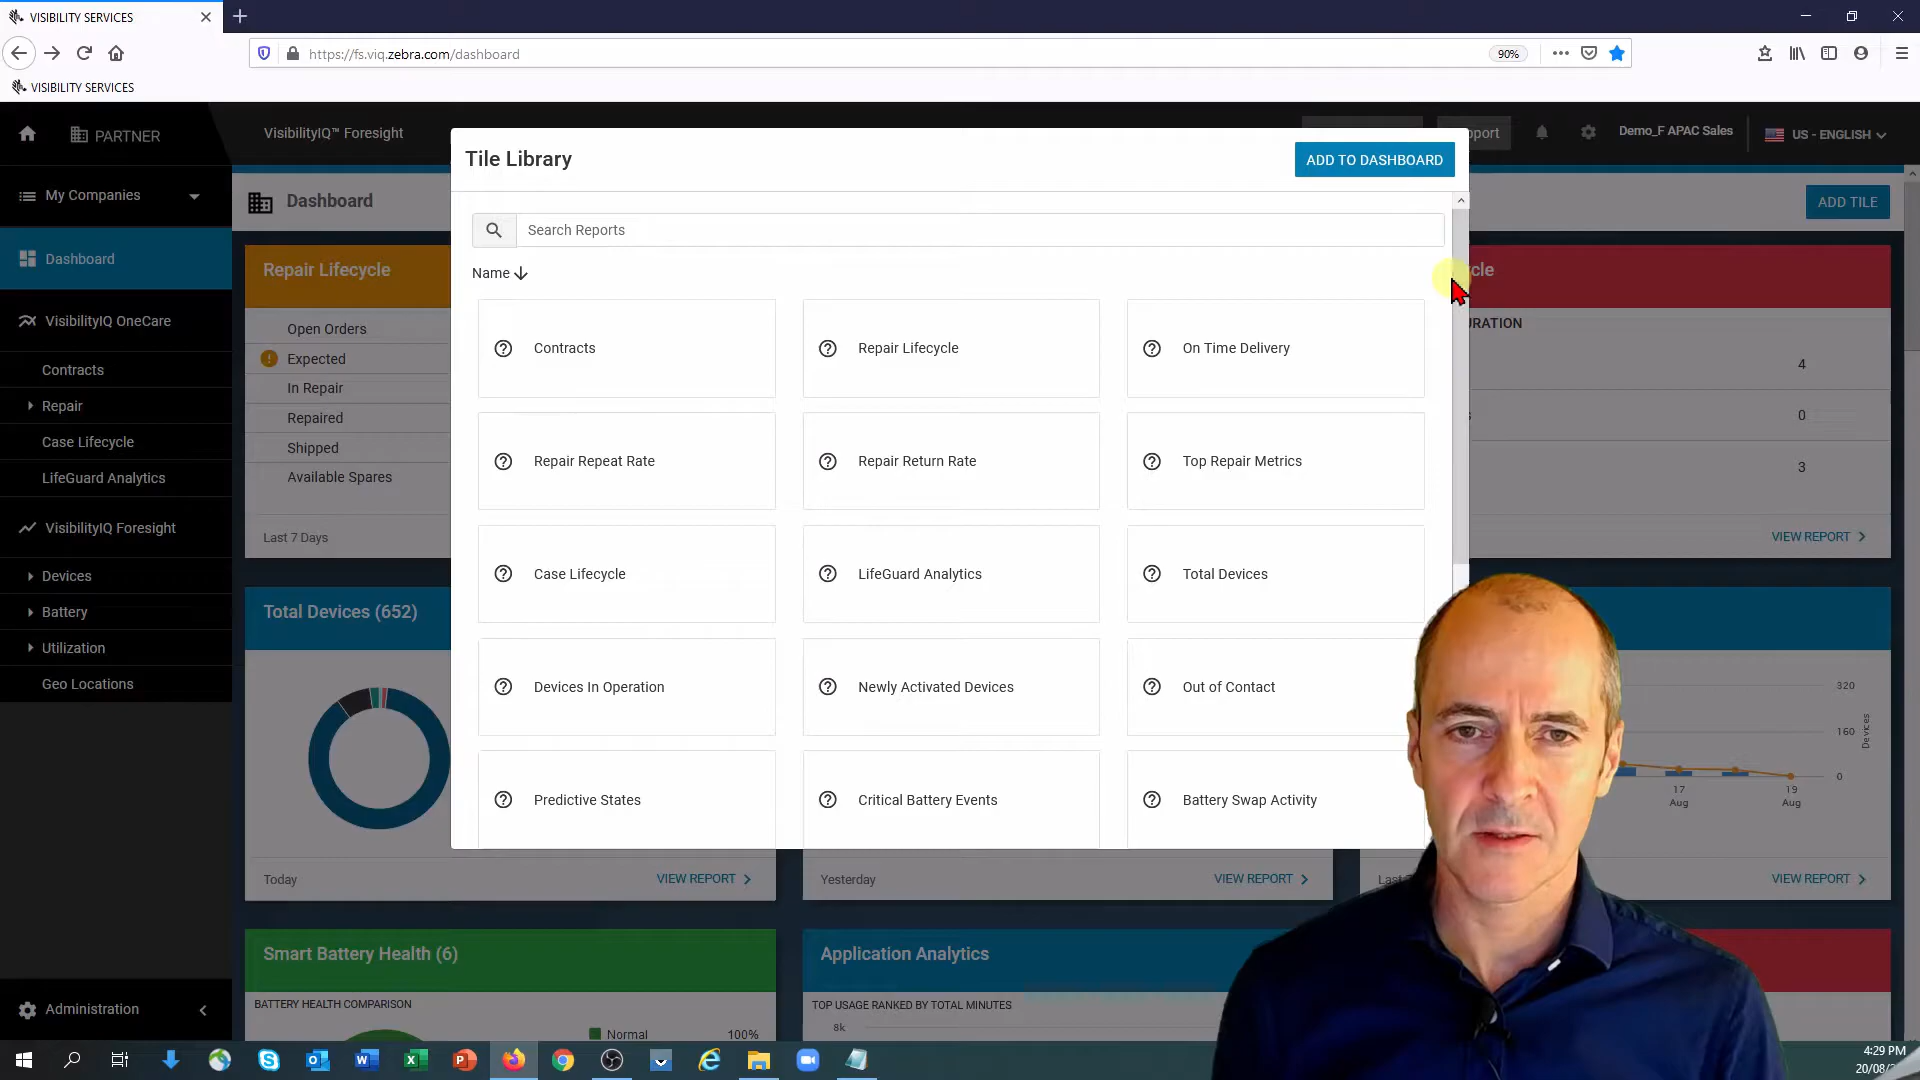 VISIBILITY SERVICES
https://fs.viq.zebra.com/dashboard
90%
VISIBILITY SERVICES
PARTNER
VisibilityIQ™ Foresight
pport
Demo_F APAC Sales
US - ENGLISH
My Companies
Dashboard
VisibilityIQ OneCare
Contracts
Repair
Case Lifecycle
LifeGuard Analytics
VisibilityIQ Foresight
Devices
Battery
Utilization
Geo Locations
Administration
Dashboard
ADD TILE
Repair Lifecycle
Open Orders
Expected
In Repair
Repaired
Shipped
Available Spares
Last 7 Days
Tile Library
ADD TO DASHBOARD
Search Reports
Name
Contracts
Repair Lifecycle
On Time Delivery
Repair Repeat Rate
Repair Return Rate
Top Repair Metrics
Case Lifecycle
LifeGuard Analytics
Total Devices
Devices In Operation
Newly Activated Devices
Out of Contact
Predictive States
Critical Battery Events
Battery Swap Activity
cle
URATION
4
0
3
VIEW REPORT
Total Devices (652)
Today
VIEW REPORT
Yesterday
VIEW REPORT
320
160
0
Devices
17
Aug
19
Aug
VIEW REPORT
Smart Battery Health (6)
BATTERY HEALTH COMPARISON
Normal 100%
Application Analytics
TOP USAGE RANKED BY TOTAL MINUTES
8k
4:29 PM
20/08/